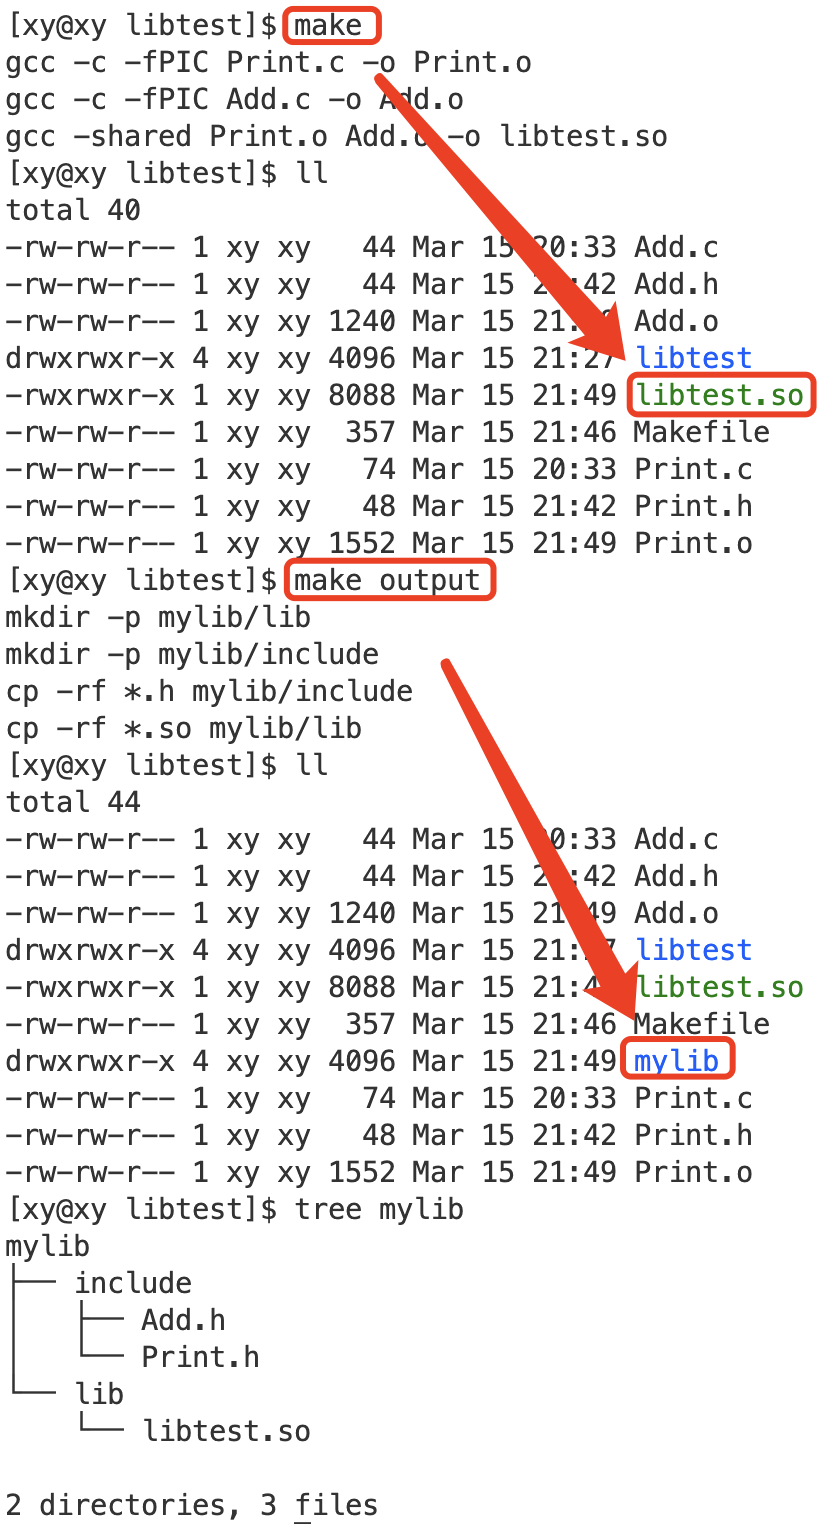 [xy@xy libtest]$ make
gcc -c -fPIC Print.c -o Print.o
gcc -c -fPIC Add.c -o Add.o
gcc -shared Print.o Add.o -o libtest.so
[xy@xy libtest]$ ll
total 40
-rw-rw-r-- 1 xy xy   44 Mar 15 20:33 Add.c
-rw-rw-r-- 1 xy xy   44 Mar 15 21:42 Add.h
-rw-rw-r-- 1 xy xy 1240 Mar 15 21:49 Add.o
drwxrwxr-x 4 xy xy 4096 Mar 15 21:27 libtest
-rwxrwxr-x 1 xy xy 8088 Mar 15 21:49 libtest.so
-rw-rw-r-- 1 xy xy  357 Mar 15 21:46 Makefile
-rw-rw-r-- 1 xy xy   74 Mar 15 20:33 Print.c
-rw-rw-r-- 1 xy xy   48 Mar 15 21:42 Print.h
-rw-rw-r-- 1 xy xy 1552 Mar 15 21:49 Print.o
[xy@xy libtest]$ make output
mkdir -p mylib/lib
mkdir -p mylib/include
cp -rf *.h mylib/include
cp -rf *.so mylib/lib
[xy@xy libtest]$ ll
total 44
-rw-rw-r-- 1 xy xy   44 Mar 15 20:33 Add.c
-rw-rw-r-- 1 xy xy   44 Mar 15 21:42 Add.h
-rw-rw-r-- 1 xy xy 1240 Mar 15 21:49 Add.o
drwxrwxr-x 4 xy xy 4096 Mar 15 21:27 libtest
-rwxrwxr-x 1 xy xy 8088 Mar 15 21:49 libtest.so
-rw-rw-r-- 1 xy xy  357 Mar 15 21:46 Makefile
drwxrwxr-x 4 xy xy 4096 Mar 15 21:49 mylib
-rw-rw-r-- 1 xy xy   74 Mar 15 20:33 Print.c
-rw-rw-r-- 1 xy xy   48 Mar 15 21:42 Print.h
-rw-rw-r-- 1 xy xy 1552 Mar 15 21:49 Print.o
[xy@xy libtest]$ tree mylib
mylib
├── include
│   ├── Add.h
│   └── Print.h
└── lib
    └── libtest.so
2 directories, 3 files